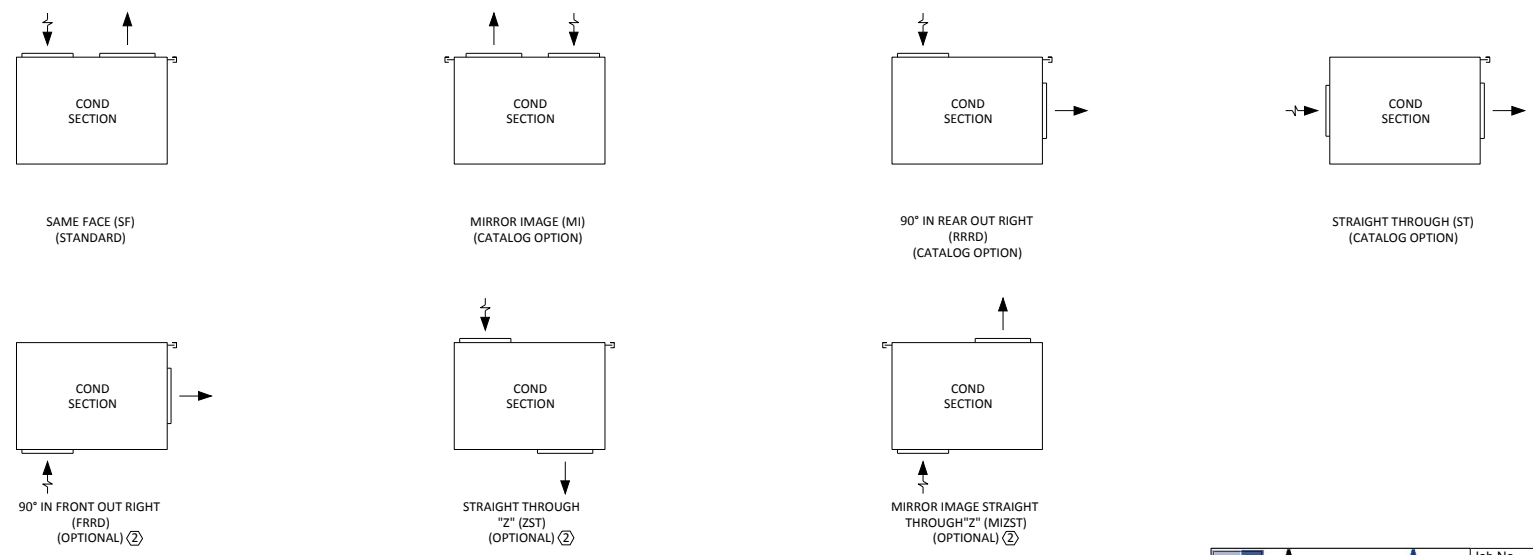 COND
SECTION
COND
SECTION
COND
SECTION
COND
SECTION
SAME FACE (SF)
(STANDARD)
MIRROR IMAGE (MI)
(CATALOG OPTION)
90° IN REAR OUT RIGHT
(RRRD)
(CATALOG OPTION)
STRAIGHT THROUGH (ST)
(CATALOG OPTION)
COND
SECTION
COND
SECTION
COND
SECTION
90° IN FRONT OUT RIGHT
(FRRD)
(OPTIONAL) 2
STRAIGHT THROUGH
"Z" (ZST)
(OPTIONAL) 2
MIRROR IMAGE STRAIGHT
THROUGH"Z" (MIZST)
(OPTIONAL) 2